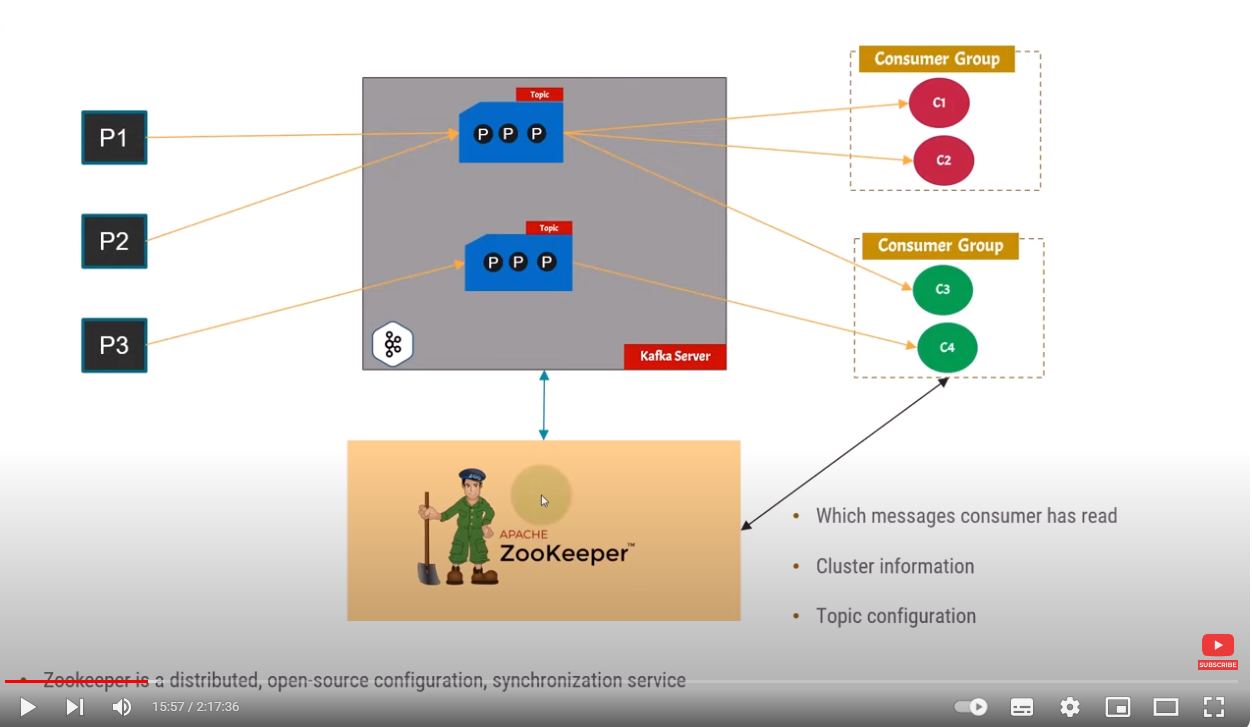 Consumer Group
Topic
C1
P1
P P P
C2
Topic
P2
Consumer Group
P P P
C3
P3
C4
Kafka Server
Which messages consumer has read
APACHE
ZooKeeper™
Cluster information
Topic configuration
SUBSCRIBE
Zookeeper is a distributed, open-source configuration, synchronization service
15:57 / 2:17:36